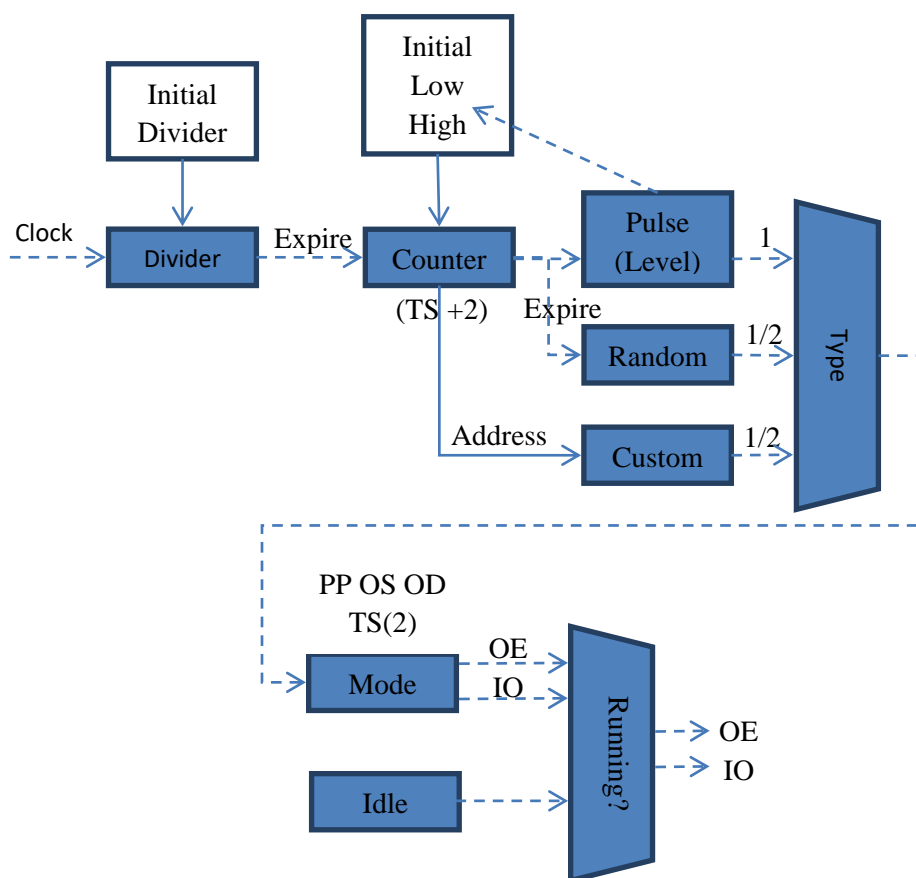 Initial
Low
High
Initial
Divider
Clock
Divider
Expire
Counter
(TS +2)
Pulse
(Level)
1
Expire
Random
1/2
Type
Address
Custom
1/2
PP OS OD
TS(2)
Mode
OE
IO
Running?
OE
IO
Idle